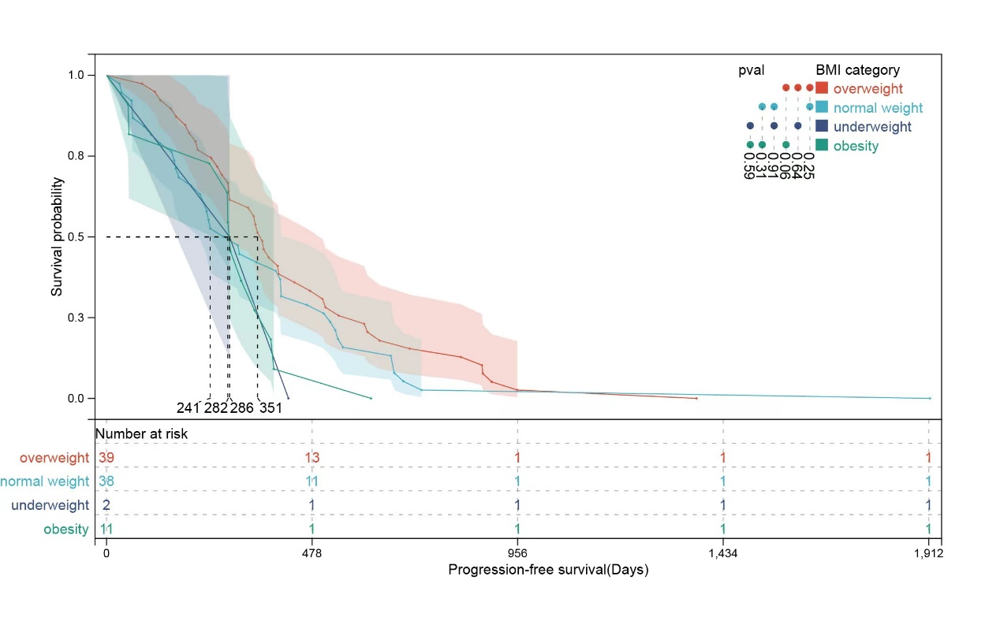 pval BMI category
overweight
normal weight
underweight
obesity
0.59 0.31 0.91 0.06 0.64 0.25
Survival probability
1.0
0.8
0.5
0.3
0.0
241 282 286 351
Number at risk
overweight 39 13 1 1 1
normal weight 38 11 1 1 1
underweight 2 1 1 1 1
obesity 11 1 1 1 1
0 478 956 1,434 1,912
Progression-free survival(Days)